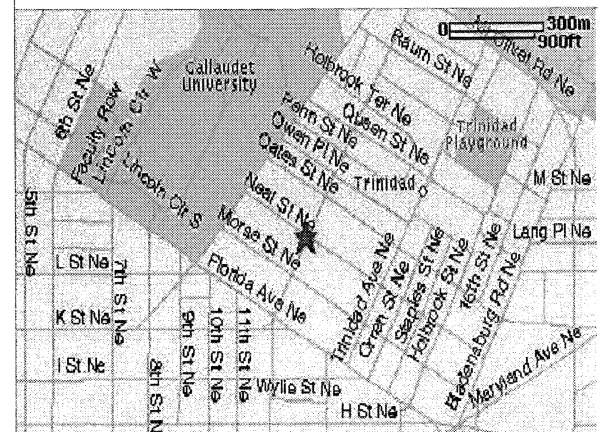 0 300m
900ft
Raum St Ne
Olivet Rd Ne
Gallaudet
University
Holbrook Ter Ne
6th St Ne
Faculty Row
Lincoln Cir W
Lincoln Cir S
Penn St Ne
Queen St Ne
Owen Pl Ne
Oates St Ne
Trinidad
Playground
Trinidad
M St Ne
Neal St Ne
Morse St Ne
5th St Ne
Lang Pl Ne
L St Ne
7th St Ne
Florida Ave Ne
Trinidad Ave Ne
Orren St Ne
Staples St Ne
Holbrook St Ne
16th St Ne
Bladensburg Rd Ne
K St Ne
9th St Ne
10th St Ne
11th St Ne
I St Ne
8th St N
Wylie St Ne
H St Ne
Maryland Ave Ne